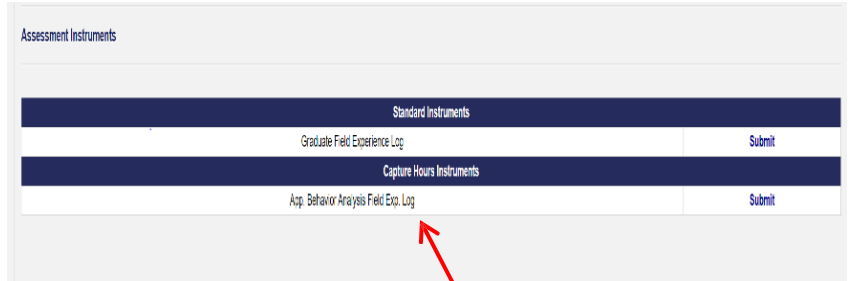 Assessment Instruments
Standard Instruments
Graduate Field Experience Log Submit
Capture Hours Instruments
App. Behavior Analysis Field Exp. Log Submit